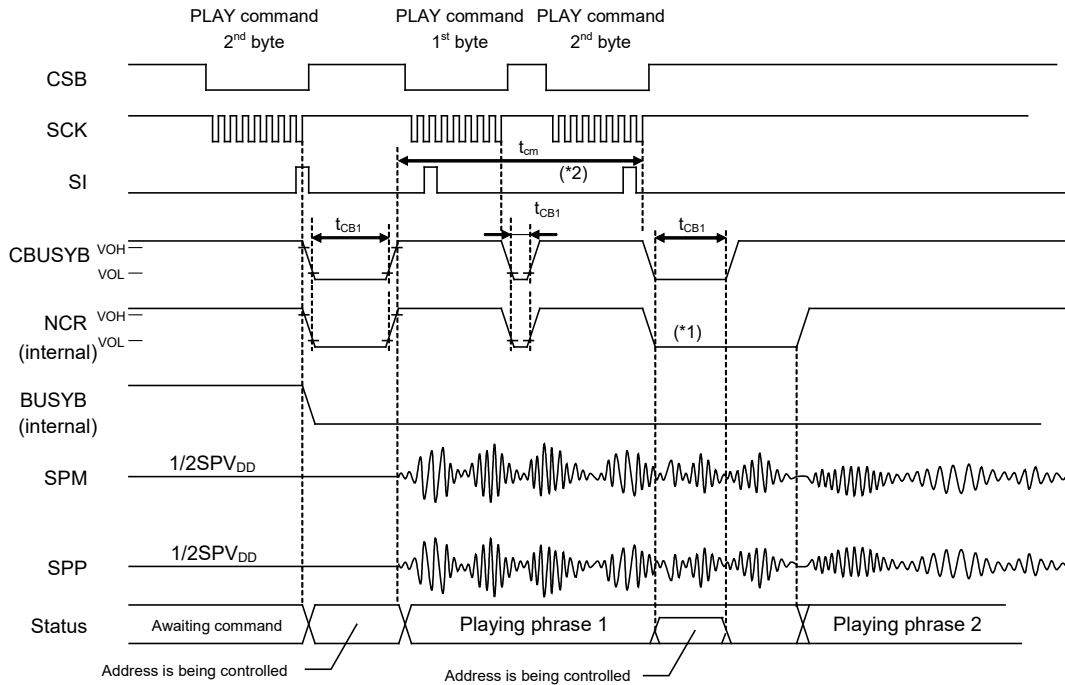 PLAY command
2nd byte
PLAY command
1st byte
PLAY command
2nd byte
CSB
SCK
tcm
SI
(*2)
tCB1
tCB1
tCB1
CBUSYB
VOH
VOL
NCR
(internal)
VOH
VOL
(*1)
BUSYB
(internal)
SPM
1/2SPVDD
SPP
1/2SPVDD
Status
Awaiting command
Playing phrase 1
Playing phrase 2
Address is being controlled
Address is being controlled